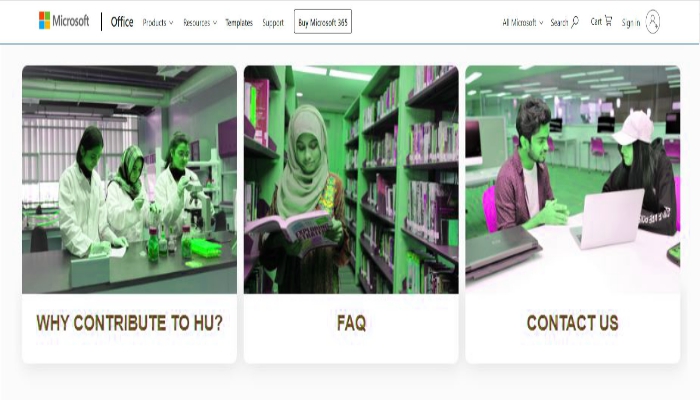 Microsoft Office Products Resources Templates Support Buy Microsoft 365 All Microsoft Search Cart Sign in
WHY CONTRIBUTE TO HU? FAQ CONTACT US